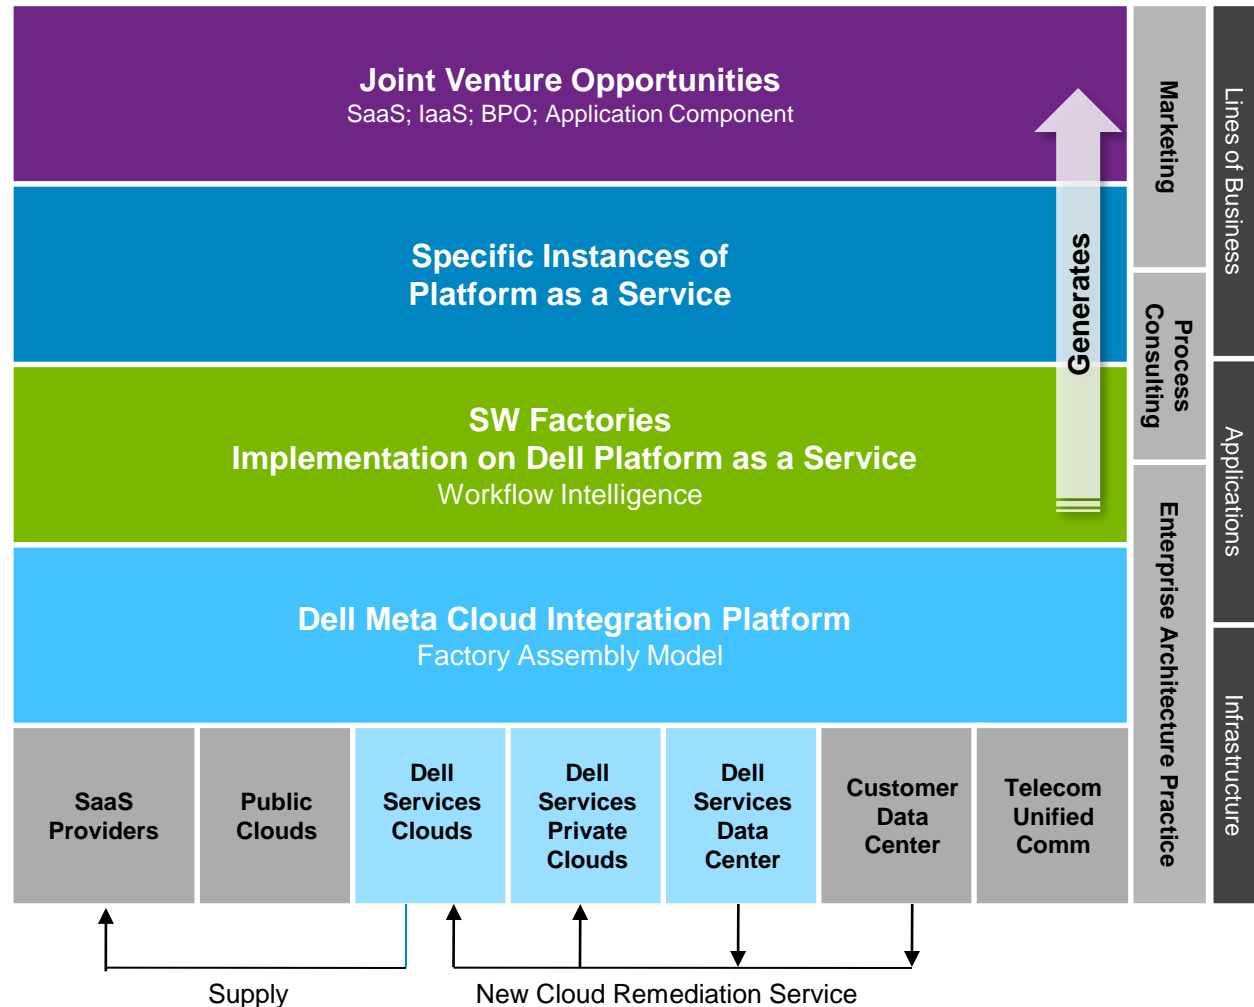 Joint Venture Opportunities
SaaS; IaaS; BPO; Application Component
Specific Instances of
Platform as a Service
SW Factories
Implementation on Dell Platform as a Service
Workflow Intelligence
Dell Meta Cloud Integration Platform
Factory Assembly Model
Generates
SaaS
Providers
Public
Clouds
Dell
Services
Clouds
Dell
Services
Private
Clouds
Dell
Services
Data
Center
Customer
Data
Center
Telecom
Unified
Comm
Marketing
Process
Consulting
Enterprise Architecture Practice
Lines of Business
Applications
Infrastructure
Supply
New Cloud Remediation Service